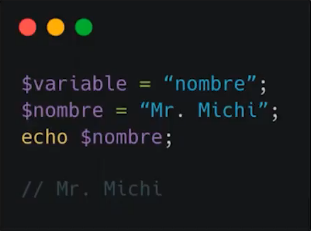 $variable = “nombre”;
$nombre = “Mr. Michi”;
echo $nombre;
// Mr. Michi